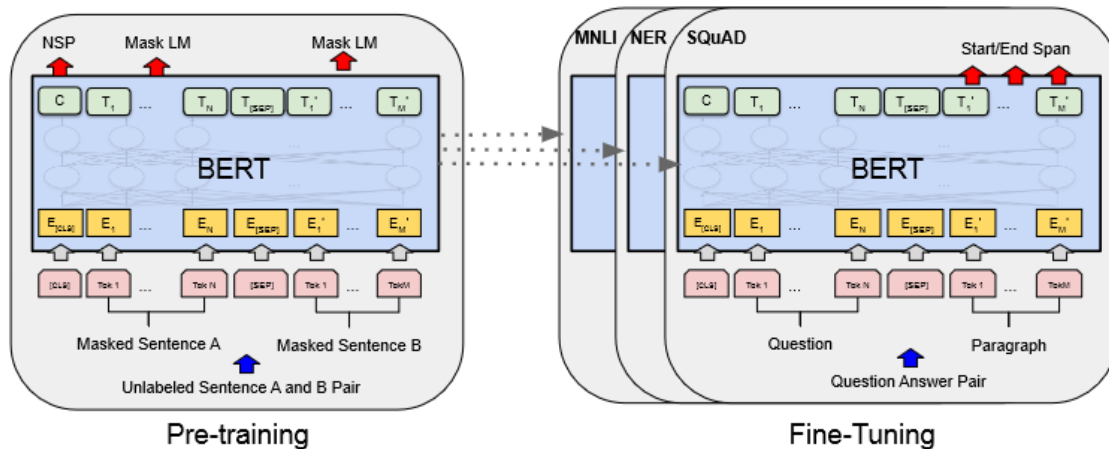 NSP Mask LM Mask LM
C T1 ... TN T[SEP] T1' ... TM'
BERT
E[CLS] E1 ... EN E[SEP] E1' ... EM'
[CLS] Tok 1 ... Tok N [SEP] Tok 1 ... TokM
Masked Sentence A Masked Sentence B
Unlabeled Sentence A and B Pair
Pre-training
MNLI NER SQuAD
Start/End Span
C T1 ... TN T[SEP] T1' ... TM'
BERT
E[CLS] E1 ... EN E[SEP] E1' ... EM'
[CLS] Tok 1 ... Tok N [SEP] Tok 1 ... TokM
Question Paragraph
Question Answer Pair
Fine-Tuning